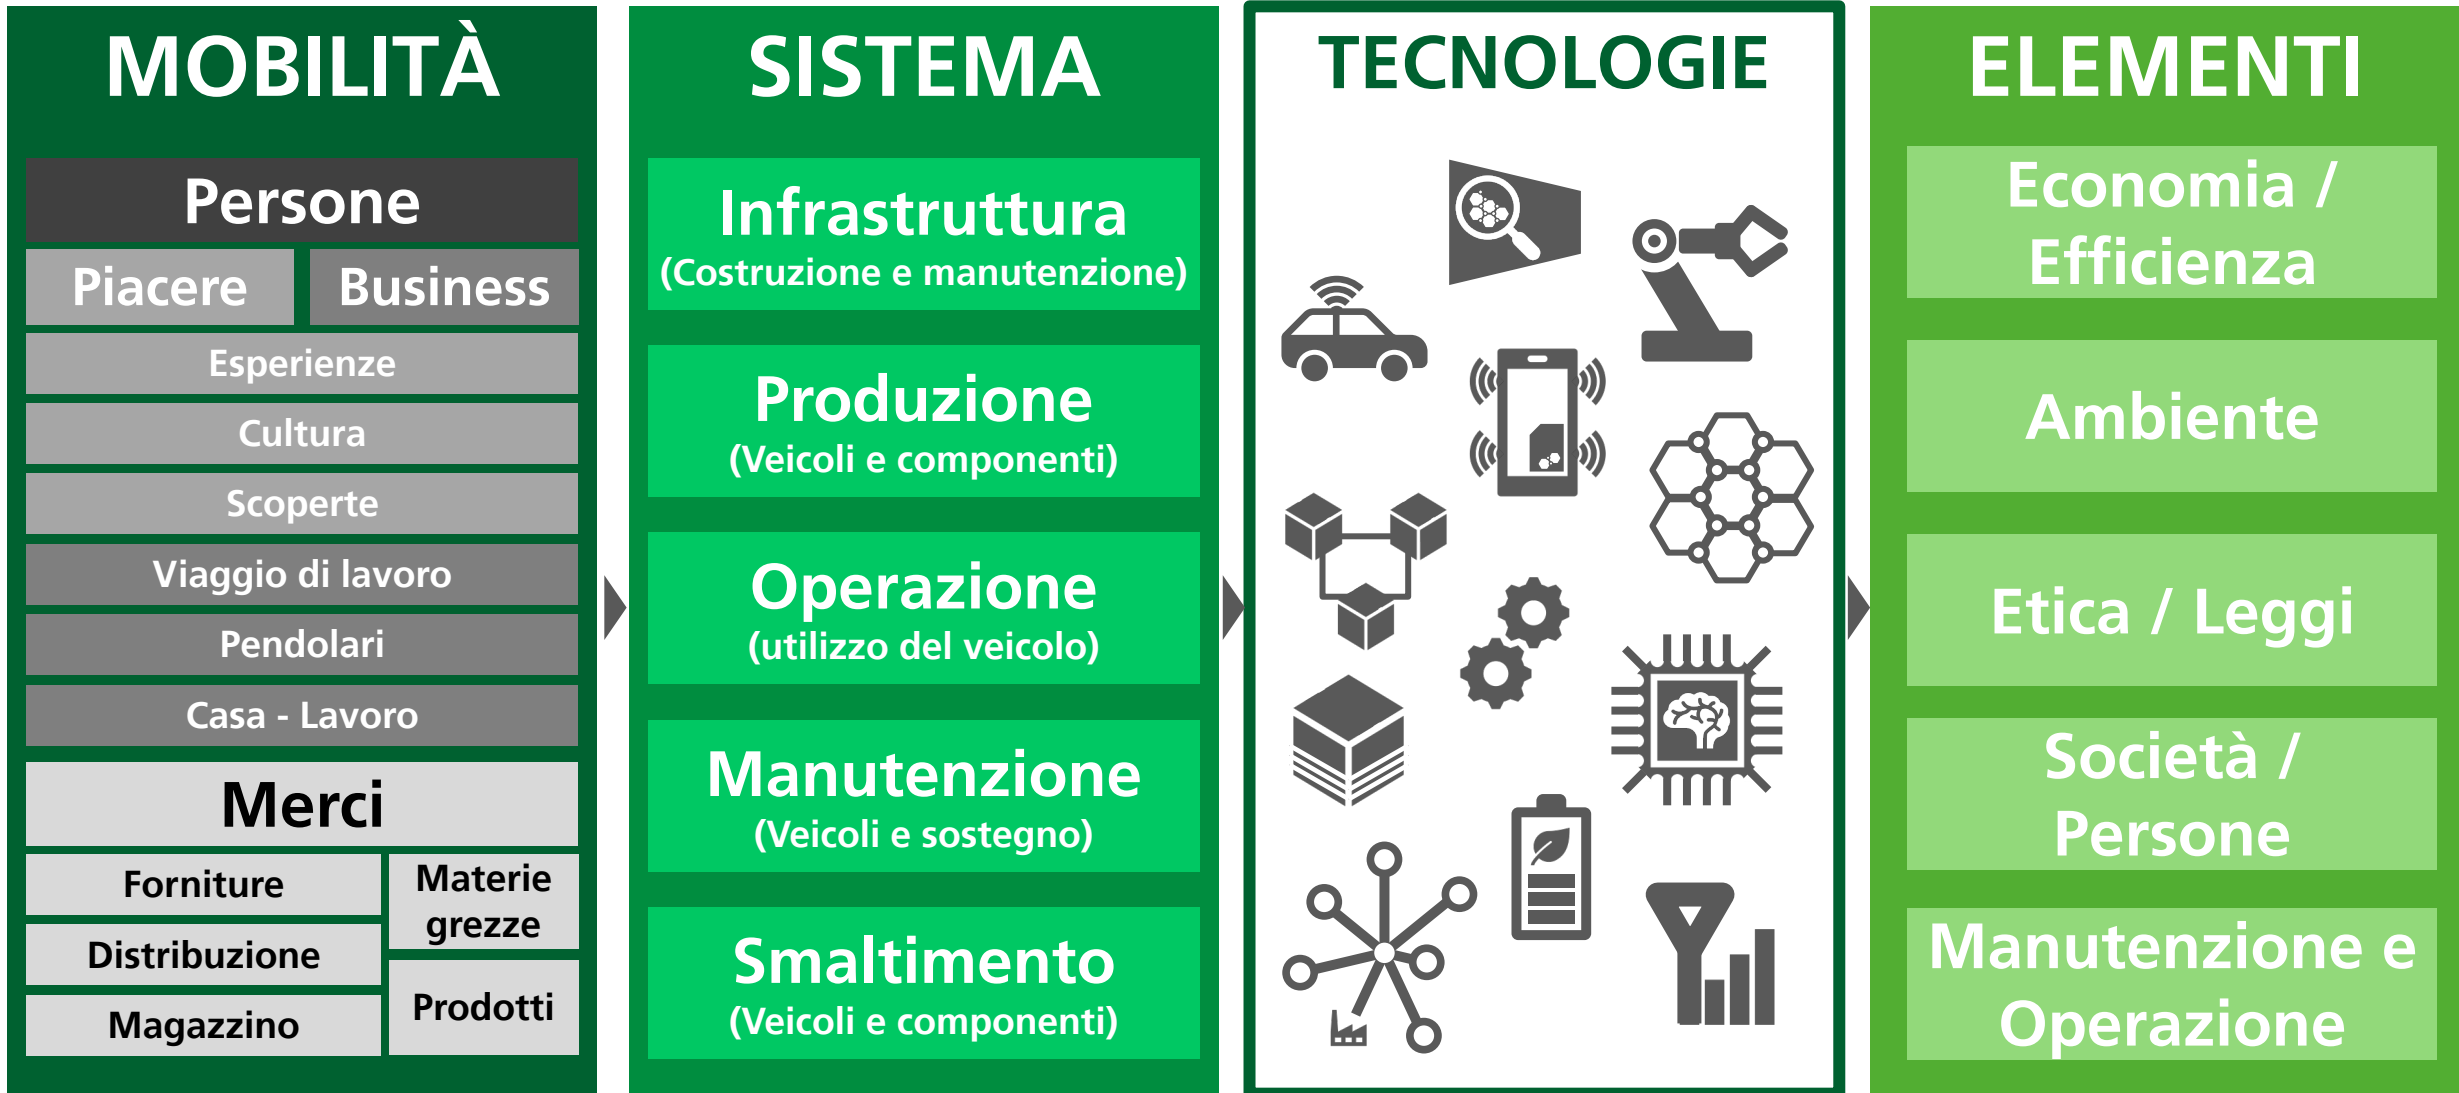 MOBILITÀ
Persone
Piacere
Business
Esperienze
Cultura
Scoperte
Viaggio di lavoro
Pendolari
Casa - Lavoro
Merci
Forniture
Distribuzione
Magazzino
Materie
grezze
Prodotti
SISTEMA
Infrastruttura
(Costruzione e manutenzione)
Produzione
(Veicoli e componenti)
Operazione
(utilizzo del veicolo)
Manutenzione
(Veicoli e sostegno)
Smaltimento
(Veicoli e componenti)
TECNOLOGIE
ELEMENTI
Economia /
Efficienza
Ambiente
Etica / Leggi
Società /
Persone
Manutenzione e
Operazione